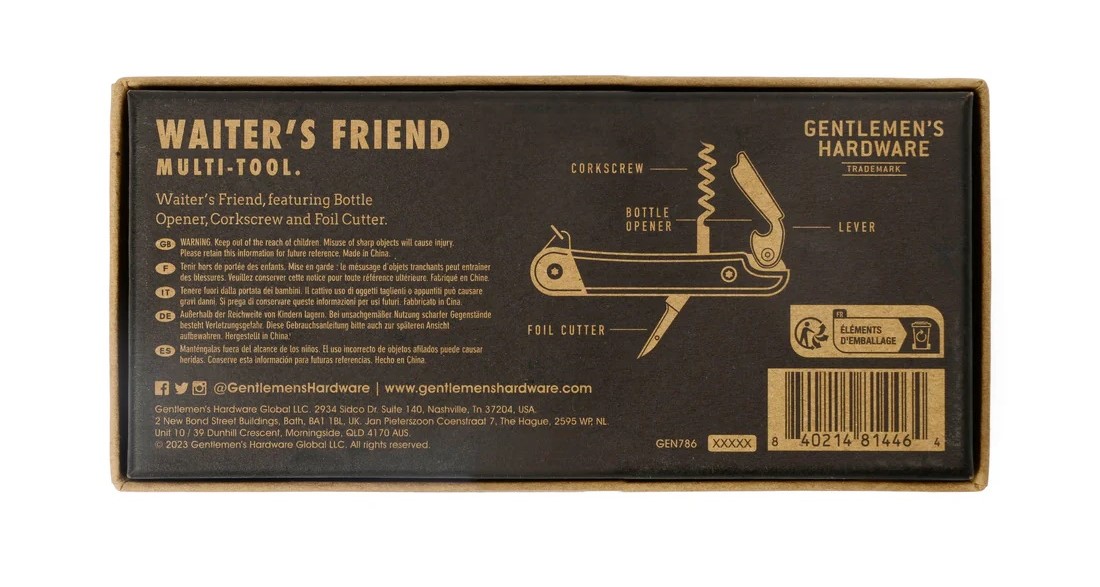 WAITER'S FRIEND
MULTI-TOOL.
Waiter's Friend, featuring Bottle
Opener, Corkscrew and Foil Cutter.
GB WARNING. Keep out of the reach of children. Misuse of sharp objects will cause injury.
Please retain this information for future reference. Made in China.
F Tenir hors de portée des enfants. Mise en garde : le mésusage d'objets tranchants peut entraîner
des blessures. Veuillez conserver cette notice pour toute référence ultérieure. Fabriqué en Chine.
IT Tenere fuori dalla portata dei bambini. Il cattivo uso di oggetti taglienti o appuntiti può causare
gravi danni. Si prega di conservare queste informazioni per usi futuri. Fabbricato in Cina.
DE Außerhalb der Reichweite von Kindern lagern. Bei unsachgemäßer Nutzung scharfer Gegenstände
besteht Verletzungsgefahr. Diese Gebrauchsanleitung bitte auch zur späteren Ansicht
aufbewahren. Hergestellt in China.
ES Manténgalas fuera del alcance de los niños. El uso incorrecto de objetos afilados puede causar
heridas. Conserve esta información para futuras referencias. Hecho en China.
@GentlemensHardware | www.gentlemenshardware.com
Gentlemen's Hardware Global LLC. 2934 Sidco Dr. Suite 140, Nashville, Tn 37204, USA.
2 New Bond Street Buildings, Bath, BA1 1BL, UK. Jan Pieterszoon Coenstraat 7, The Hague, 2595 WP, NL.
Unit 10 / 39 Dunhill Crescent, Morningside, QLD 4170 AUS.
© 2023 Gentlemen's Hardware Global LLC. All rights reserved.
CORKSCREW
BOTTLE
OPENER
LEVER
FOIL CUTTER
GENTLEMEN'S
HARDWARE
TRADEMARK
FR
ÉLÉMENTS
D'EMBALLAGE
GEN786 XXXXX
8 40214 81446 4